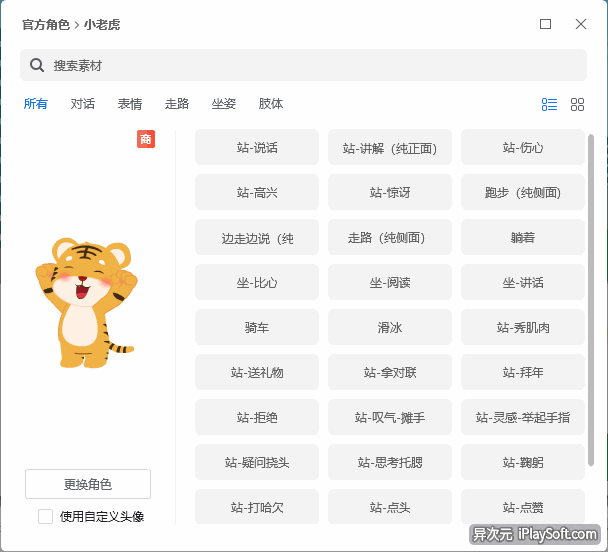 官方角色 > 小老虎
搜索素材
所有 对话 表情 走路 坐姿 肢体
商
站-说话 站-讲解（纯正面） 站-伤心
站-高兴 站-惊讶 跑步（纯侧面）
边走边说（纯 走路（纯侧面） 躺着
坐-比心 坐-阅读 坐-讲话
骑车 滑冰 站-秀肌肉
站-送礼物 站-拿对联 站-拜年
站-拒绝 站-叹气-摊手 站-灵感-举起手指
站-疑问挠头 站-思考托腮 站-鞠躬
站-打哈欠 站-点头 站-点赞
更换角色
使用自定义头像
异次元 iPlaySoft.com